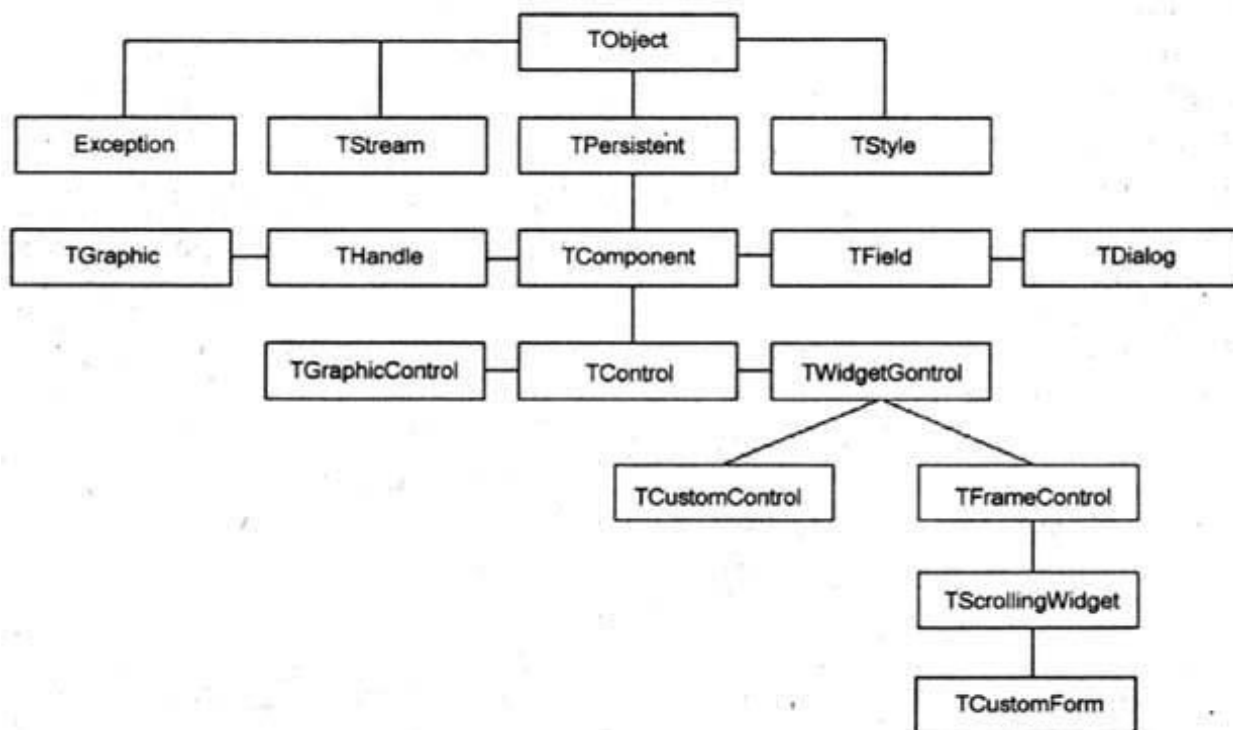 TObject
Exception
TStream
TPersistent
TStyle
TGraphic
THandle
TComponent
TField
TDialog
TGraphicControl
TControl
TWidgetGontrol
TCustomControl
TFrameControl
TScrollingWidget
TCustomForm